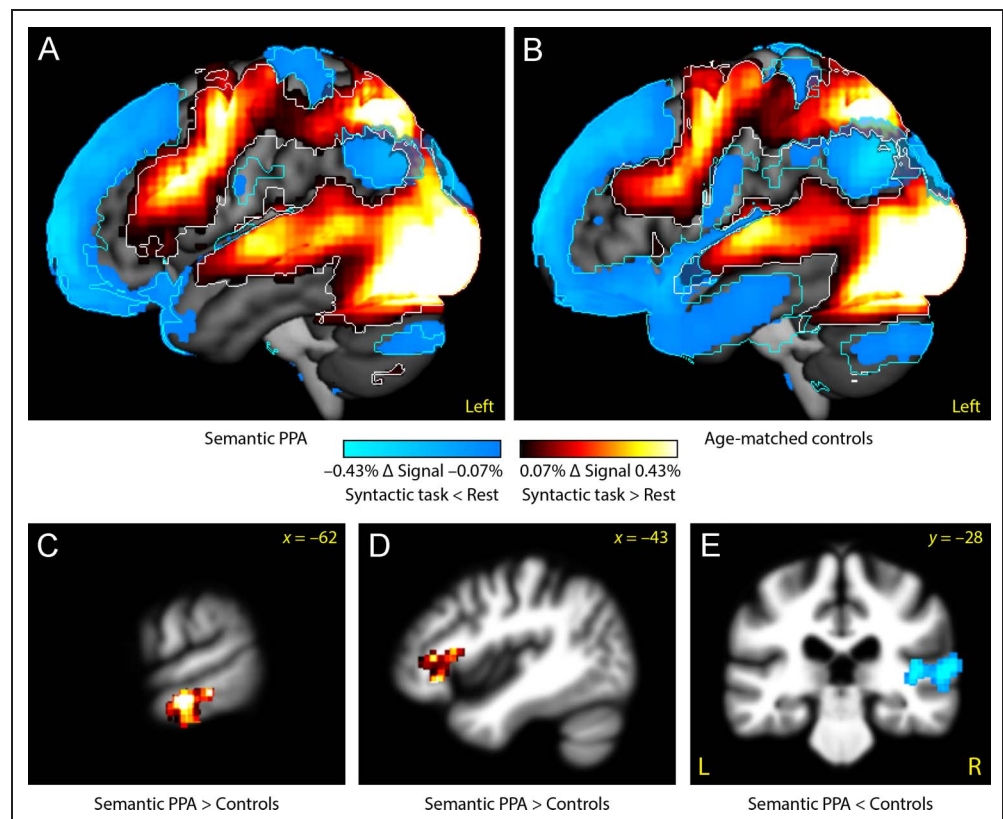 A
B
Left
Left
Semantic PPA
Age-matched controls
–0.43% Δ Signal –0.07%
0.07% Δ Signal 0.43%
Syntactic task < Rest
Syntactic task > Rest
C
x = –62
D
x = –43
E
y = –28
L
R
Semantic PPA > Controls
Semantic PPA > Controls
Semantic PPA < Controls